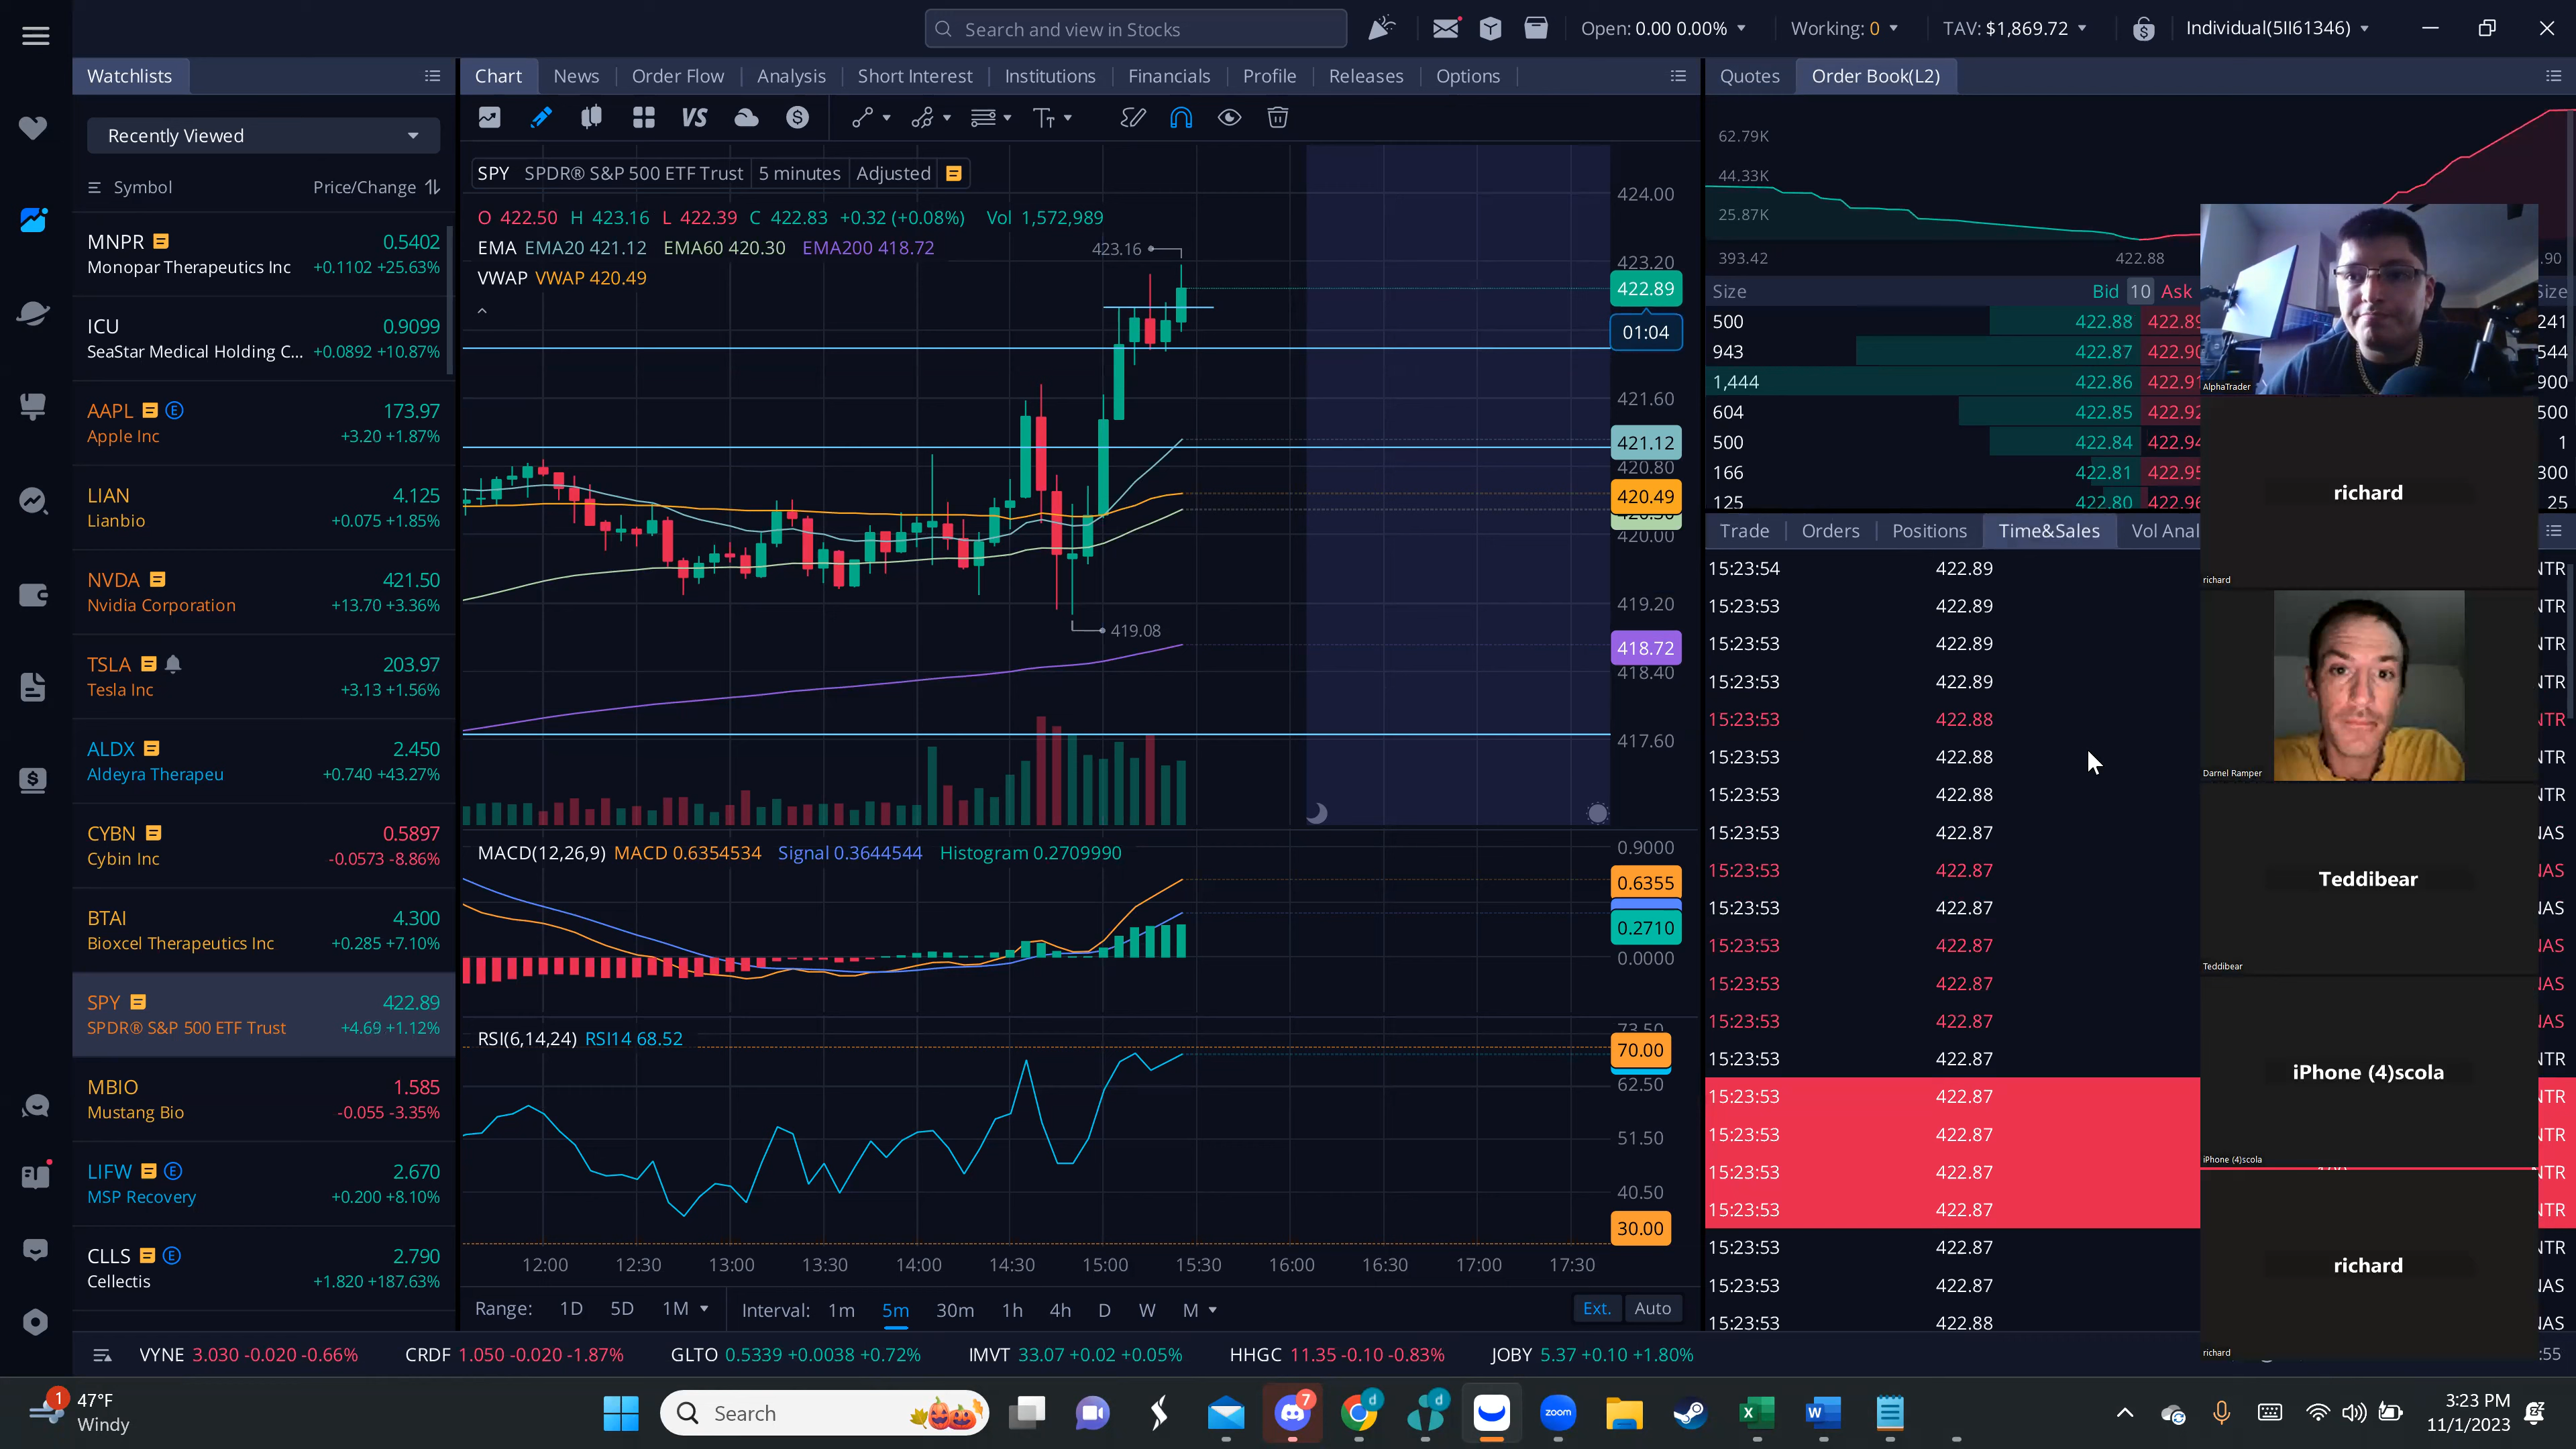 Search and view in Stocks
Open: 0.00 0.00%
Working: 0
TAV: $1,869.72
Individual(5II61346)
Watchlists
Recently Viewed
Symbol Price/Change
MNPR 0.5402
Monopar Therapeutics Inc +0.1102 +25.63%
ICU 0.9099
SeaStar Medical Holding C... +0.0892 +10.87%
AAPL E 173.97
Apple Inc +3.20 +1.87%
LIAN 4.125
Lianbio +0.075 +1.85%
NVDA 421.50
Nvidia Corporation +13.70 +3.36%
TSLA 203.97
Tesla Inc +3.13 +1.56%
ALDX 2.450
Aldeyra Therapeu +0.740 +43.27%
CYBN 0.5897
Cybin Inc -0.0573 -8.86%
BTAI 4.300
Bioxcel Therapeutics Inc +0.285 +7.10%
SPY 422.89
SPDR® S&P 500 ETF Trust +4.69 +1.12%
MBIO 1.585
Mustang Bio -0.055 -3.35%
LIFW E 2.670
MSP Recovery +0.200 +8.10%
CLLS E 2.790
Cellectis +1.820 +187.63%
Chart News Order Flow Analysis Short Interest Institutions Financials Profile Releases Options
VS
SPY SPDR® S&P 500 ETF Trust 5 minutes Adjusted
O 422.50 H 423.16 L 422.39 C 422.83 +0.32 (+0.08%) Vol 1,572,989
EMA EMA20 421.12 EMA60 420.30 EMA200 418.72
VWAP VWAP 420.49
423.16
419.08
424.00
423.20
422.89
01:04
421.60
421.12
420.80
420.49
420.00
419.20
418.72
418.40
417.60
MACD(12,26,9) MACD 0.6354534 Signal 0.3644544 Histogram 0.2709990
0.9000
0.6355
0.2710
0.0000
RSI(6,14,24) RSI14 68.52
73.50
70.00
62.50
51.50
40.50
30.00
12:00 12:30 13:00 13:30 14:00 14:30 15:00 15:30 16:00 16:30 17:00 17:30
Range: 1D 5D 1M Interval: 1m 5m 30m 1h 4h D W M Ext. Auto
Quotes Order Book(L2)
62.79K
44.33K
25.87K
393.42 422.88 .90
Size Bid 10 Ask Size
500 422.88 422.89 241
943 422.87 422.90 544
1,444 422.86 422.91 900
604 422.85 422.92 500
500 422.84 422.94 1
166 422.81 422.95 300
125 422.80 422.96 25
Trade Orders Positions Time&Sales Vol Anal
15:23:54 422.89 NTR
15:23:53 422.89 NTR
15:23:53 422.89 NTR
15:23:53 422.89 NTR
15:23:53 422.88 NTR
15:23:53 422.88 NTR
15:23:53 422.88 NTR
15:23:53 422.87 NAS
15:23:53 422.87 NAS
15:23:53 422.87 NAS
15:23:53 422.87 NAS
15:23:53 422.87 NAS
15:23:53 422.87 NAS
15:23:53 422.87 NTR
15:23:53 422.87 NTR
15:23:53 422.87 NTR
15:23:53 422.87 NTR
15:23:53 422.87 NTR
15:23:53 422.87 NTR
15:23:53 422.87 NAS
15:23:53 422.88 NAS
AlphaTrader
richard
richard
Darnel Ramper
Teddibear
Teddibear
iPhone (4)scola
iPhone (4)scola
richard
richard
VYNE 3.030 -0.020 -0.66% CRDF 1.050 -0.020 -1.87% GLTO 0.5339 +0.0038 +0.72% IMVT 33.07 +0.02 +0.05% HHGC 11.35 -0.10 -0.83% JOBY 5.37 +0.10 +1.80% :55
1
47°F
Windy
Search
7
d
d
zoom
3:23 PM
11/1/2023